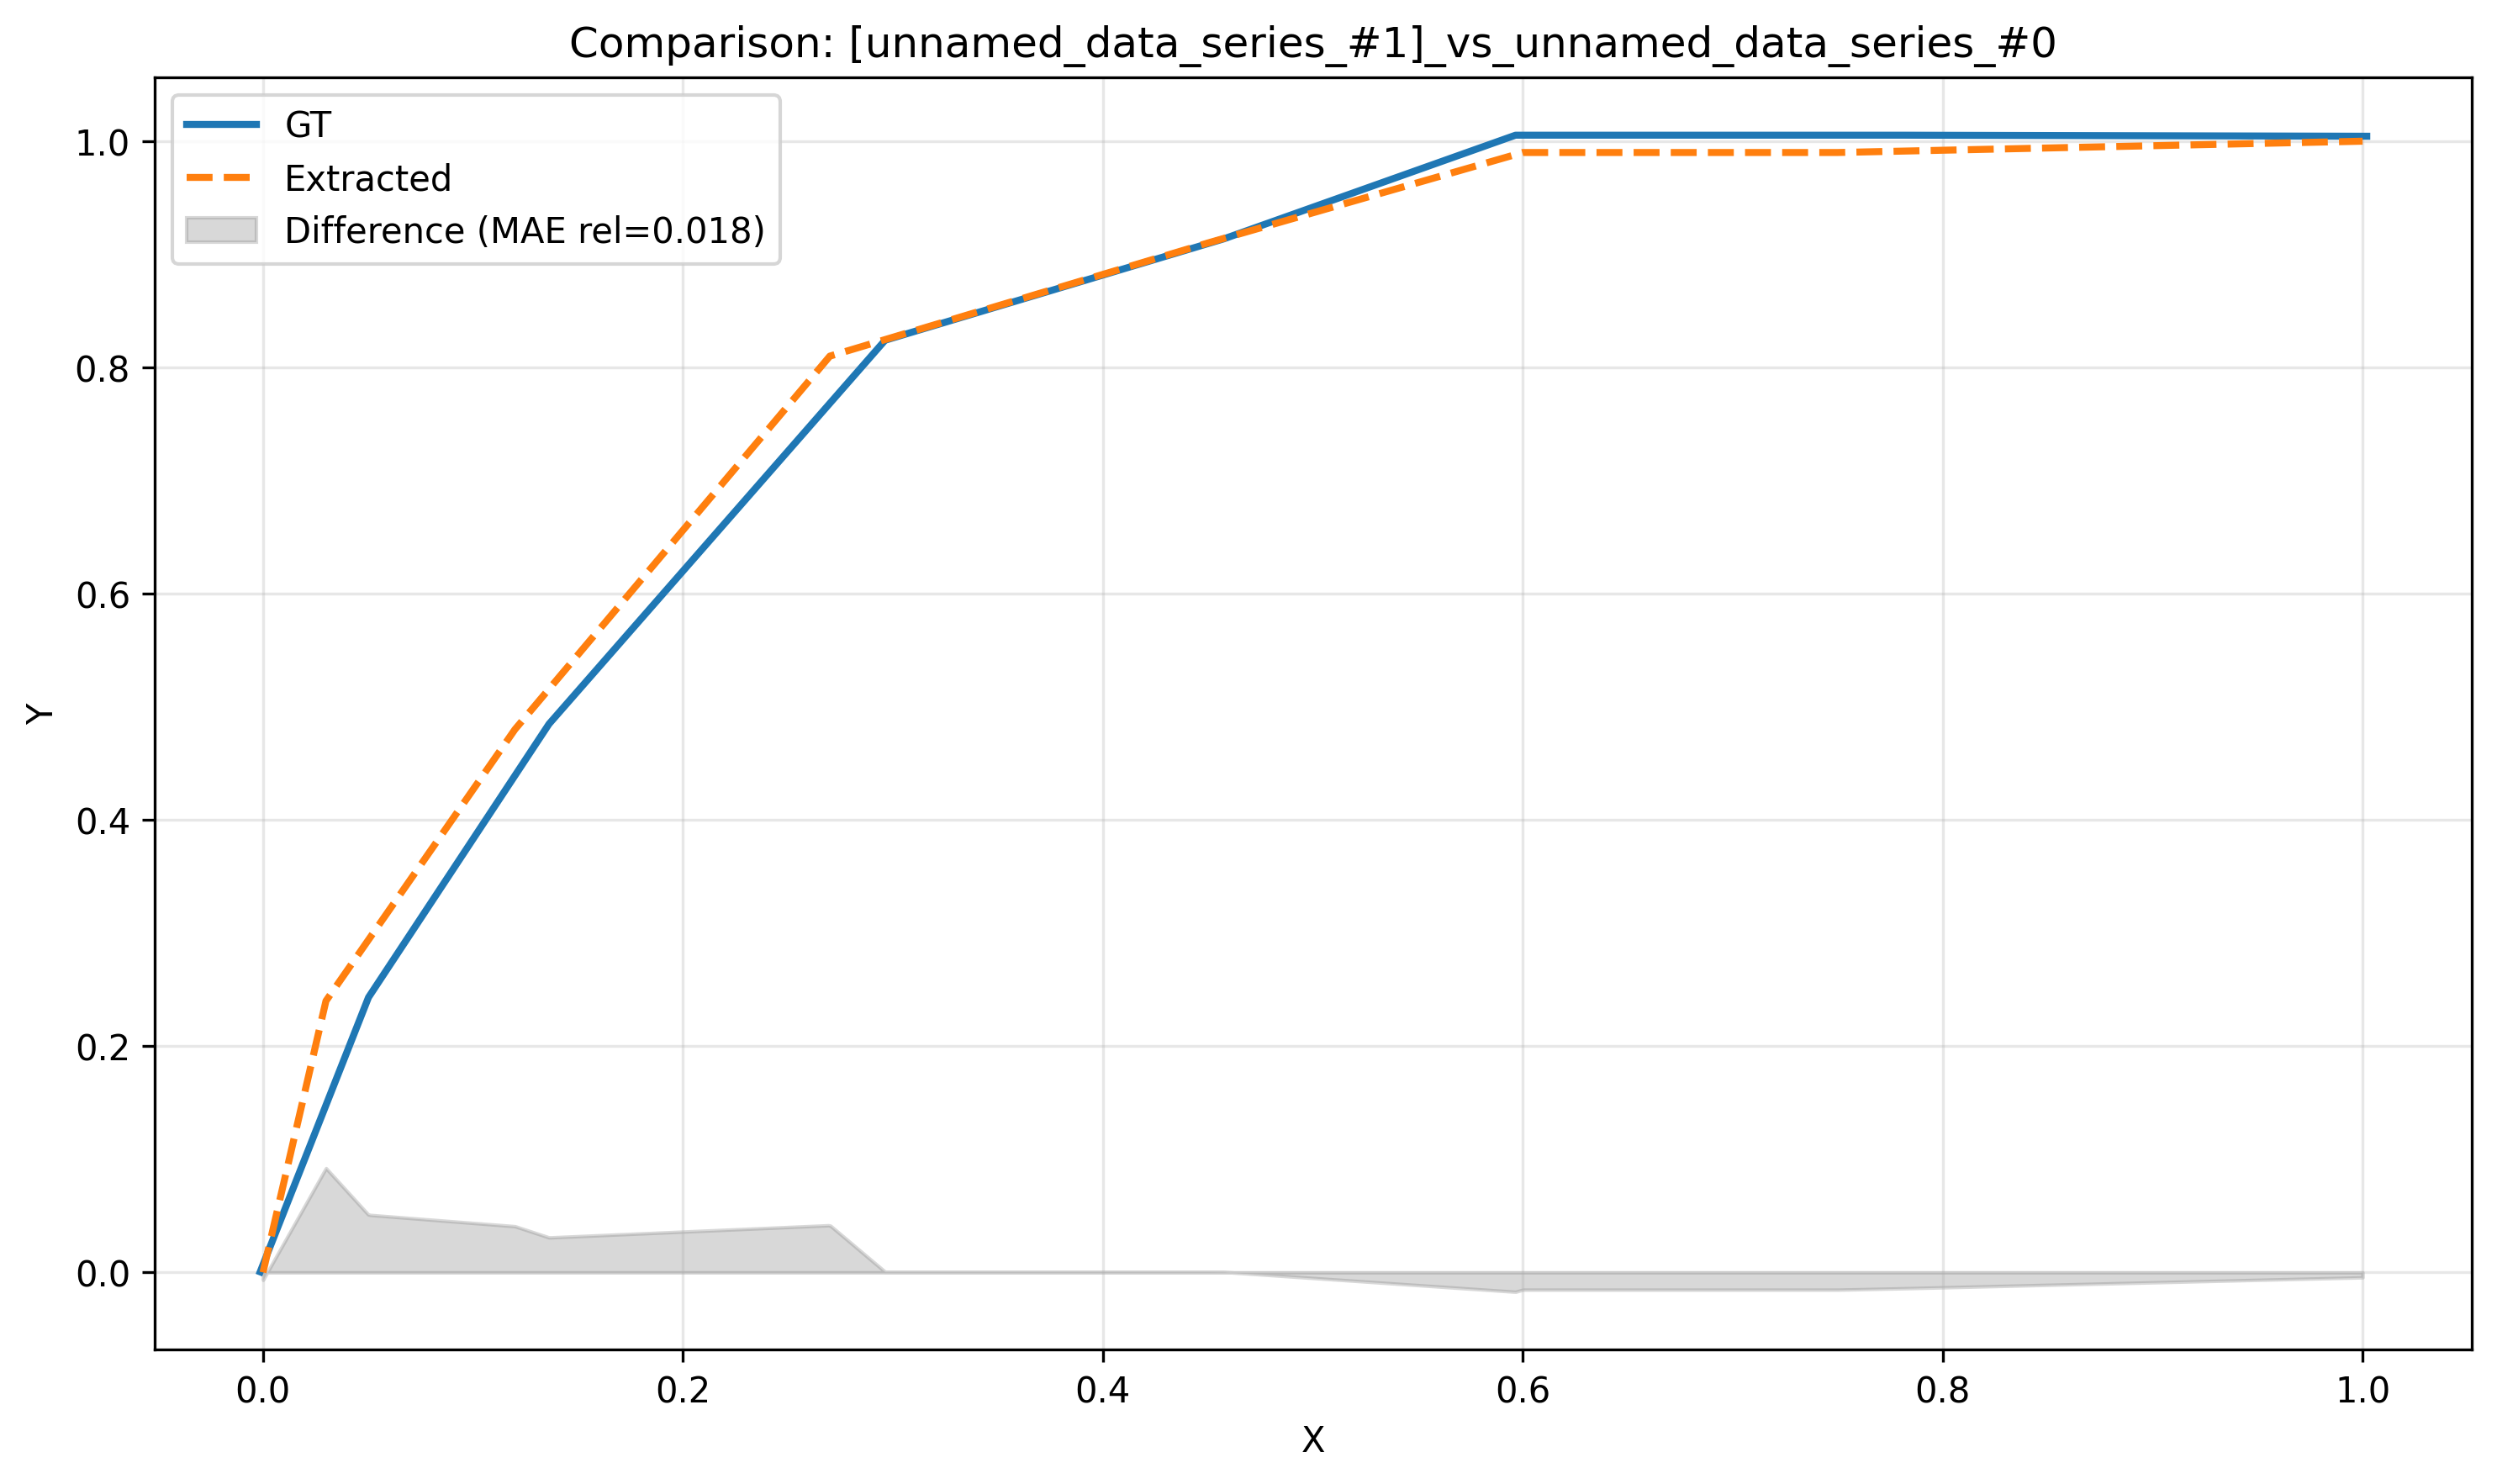 Comparison: [unnamed_data_series_#1]_vs_unnamed_data_series_#0
GT
Extracted
Difference (MAE rel=0.018)
1.0
0.8
0.6
0.4
0.2
0.0
Y
0.0 0.2 0.4 0.6 0.8 1.0
X